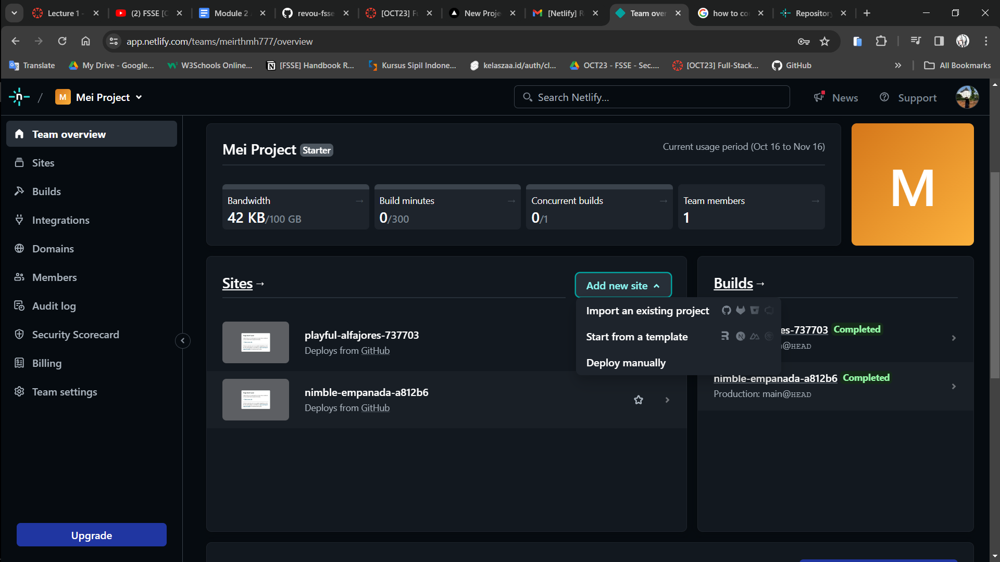 Lecture 1 -
(2) FSSE [C
Module 2
revou-fsse
[OCT23] Fu
New Proje
[Netlify] R
Team over
how to co
Repository
app.netlify.com/teams/meirthmh777/overview
Translate
My Drive - Google...
W3Schools Online...
[FSSE] Handbook R...
Kursus Sipil Indone...
kelaszaa.id/auth/cl...
OCT23 - FSSE - Sec....
[OCT23] Full-Stack...
GitHub
All Bookmarks
/ M Mei Project
Search Netlify...
News
Support
Team overview
Sites
Builds
Integrations
Domains
Members
Audit log
Security Scorecard
Billing
Team settings
Upgrade
Mei Project Starter
Current usage period (Oct 16 to Nov 16)
Bandwidth →
42 KB/100 GB
Build minutes →
0/300
Concurrent builds →
0/1
Team members →
1
M
Sites →
Add new site
Import an existing project
Start from a template
Deploy manually
playful-alfajores-737703
Deploys from GitHub
nimble-empanada-a812b6
Deploys from GitHub
Builds →
es-737703 Completed
@HEAD
nimble-empanada-a812b6 Completed
Production: main@HEAD